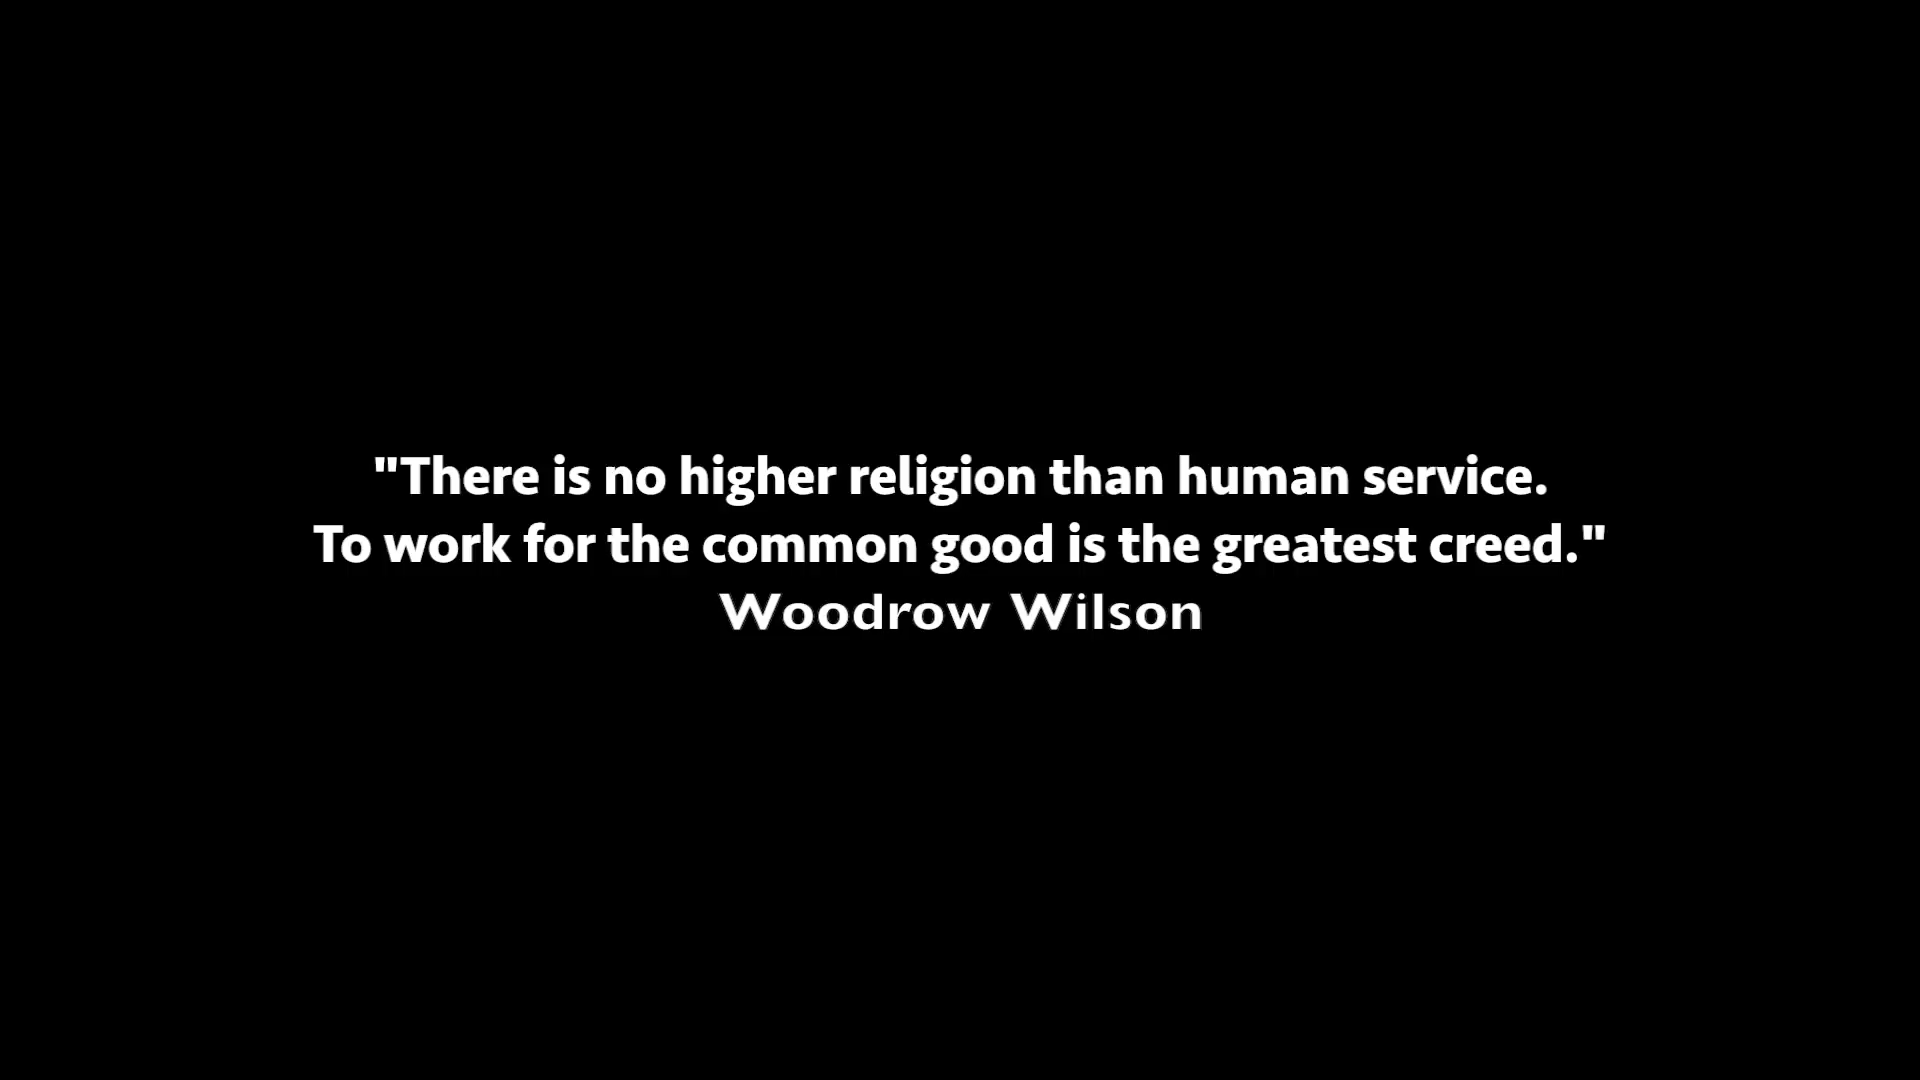 "There is no higher religion than human service.
To work for the common good is the greatest creed."
Woodrow Wilson